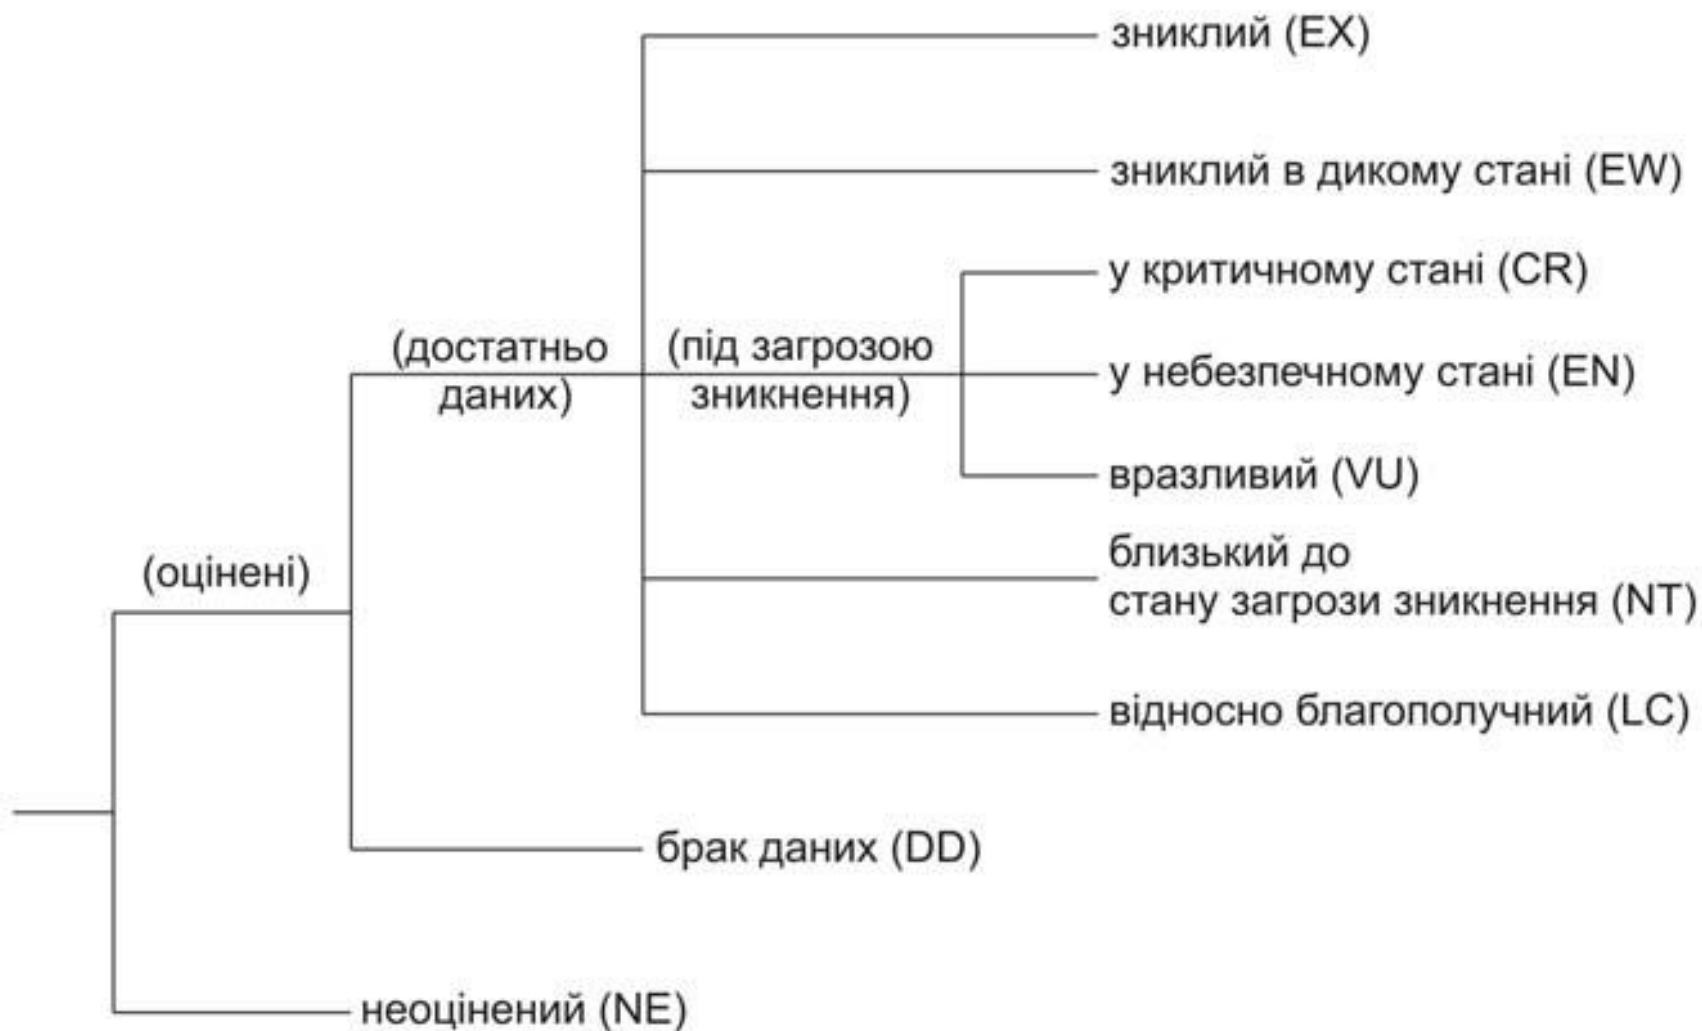 зниклий (EX)
зниклий в дикому стані (EW)
у критичному стані (CR)
(достатньо
даних)
(під загрозою
зникнення)
у небезпечному стані (EN)
вразливий (VU)
близький до
стану загрози зникнення (NT)
(оцінені)
відносно благополучний (LC)
брак даних (DD)
неоцінений (NE)